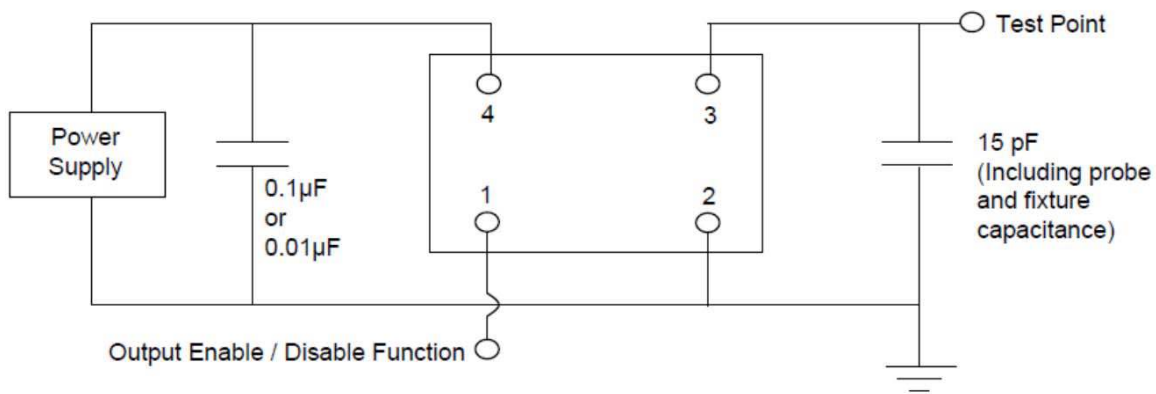 Test Point
Power
Supply
4
3
15 pF
(Including probe
and fixture
capacitance)
0.1µF
or
0.01µF
1
2
Output Enable / Disable Function